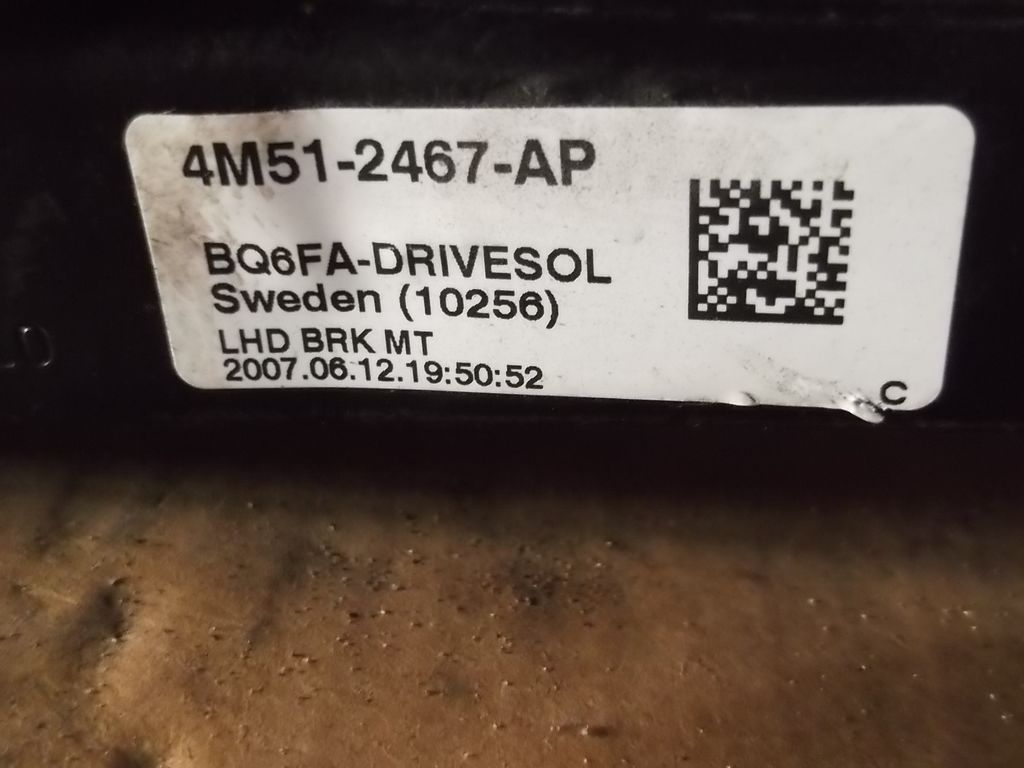 4M51-2467-AP
BQ6FA-DRIVESOL
Sweden (10256)
LHD BRK MT
2007.06.12.19:50:52
C